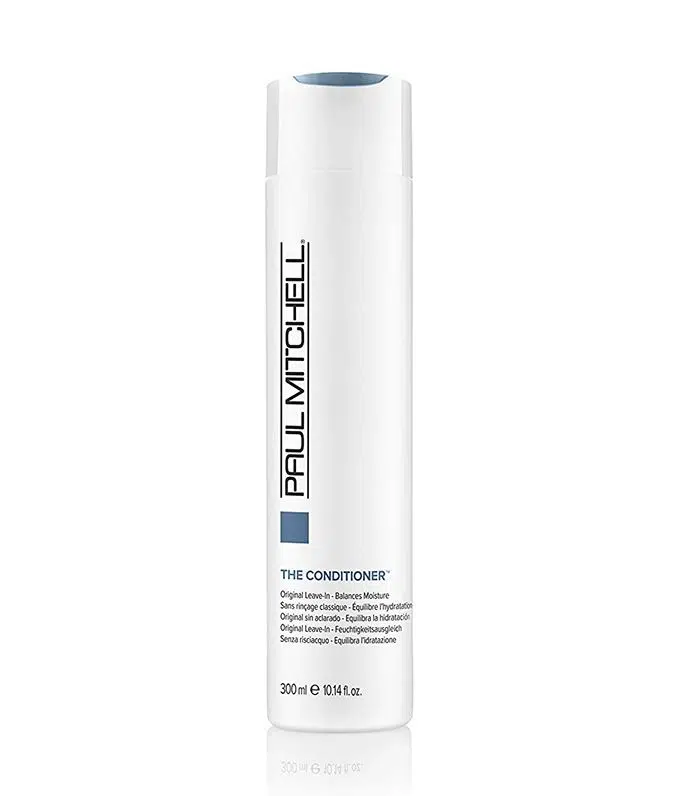 PAUL MITCHELL®
THE CONDITIONER™
Original Leave-In - Balances Moisture
Sans rinçage classique - Équilibre l'hydratation
Original sin aclarado - Equilibra la hidratación
Original Leave-In - Feuchtigkeitsausgleich
Senza risciacquo - Equilibra l'idratazione
300 ml ℮ 10.14 fl. oz.